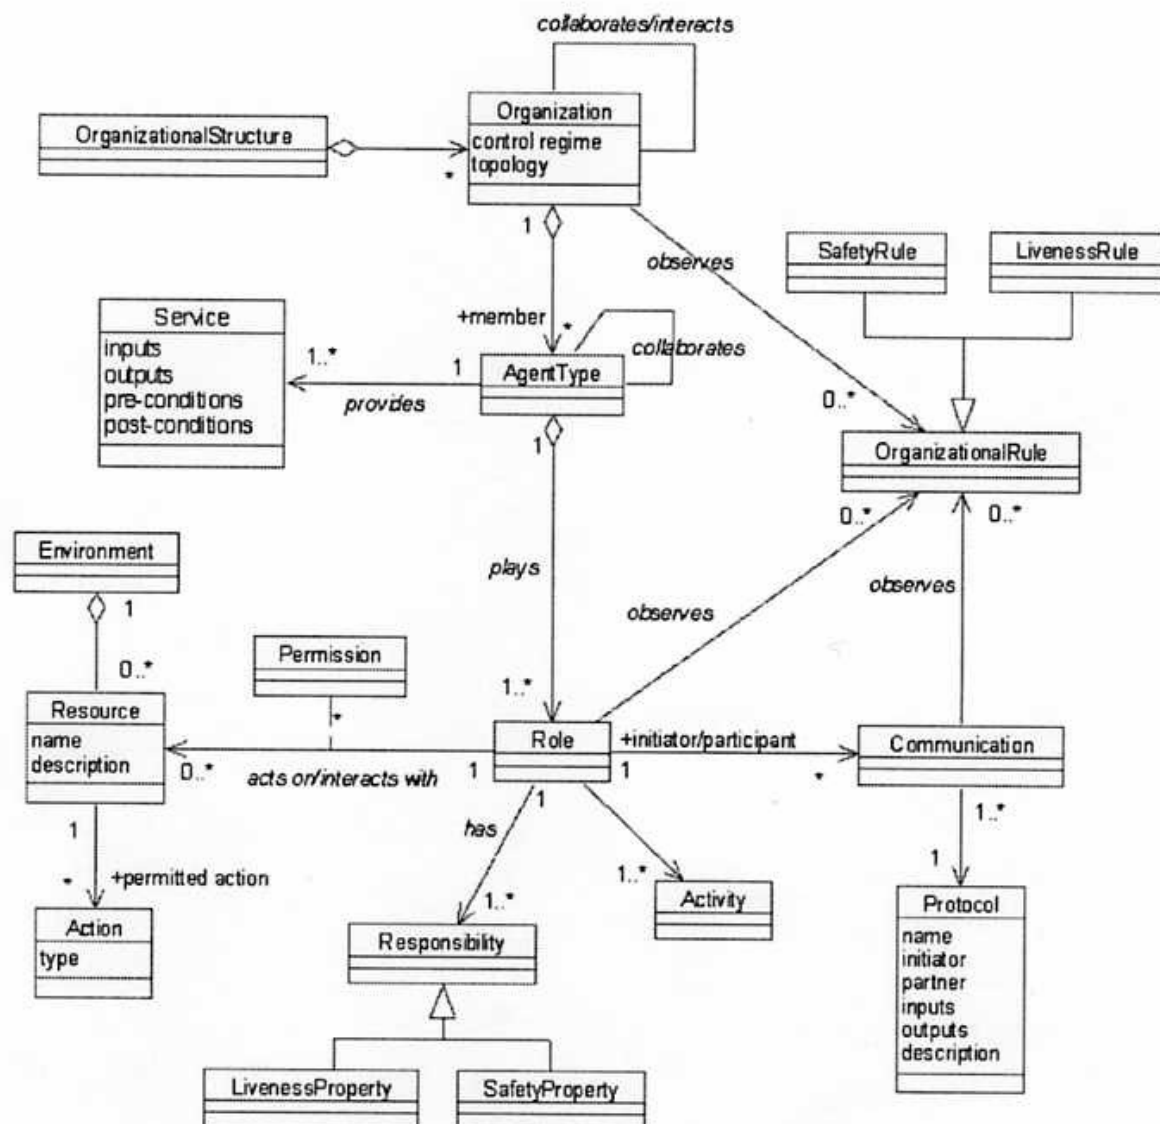 collaborates/interacts
Organization
control regime
topology
OrganizationalStructure
*
1
observes
SafetyRule
LivenessRule
+member
*
collaborates
Service
inputs
outputs
pre-conditions
post-conditions
1..*
1
provides
AgentType
1
0..*
OrganizationalRule
0..*
0..*
Environment
1
plays
observes
observes
Permission
*
0..*
1..*
Resource
name
description
0..*
acts on/interacts with
1
Role
1
+initiator/participant
*
Communication
1
has
1
1..*
1
*
+permitted action
1..*
1..*
Activity
1
Action
type
Responsibility
Protocol
name
initiator
partner
inputs
outputs
description
LivenessProperty
SafetyProperty